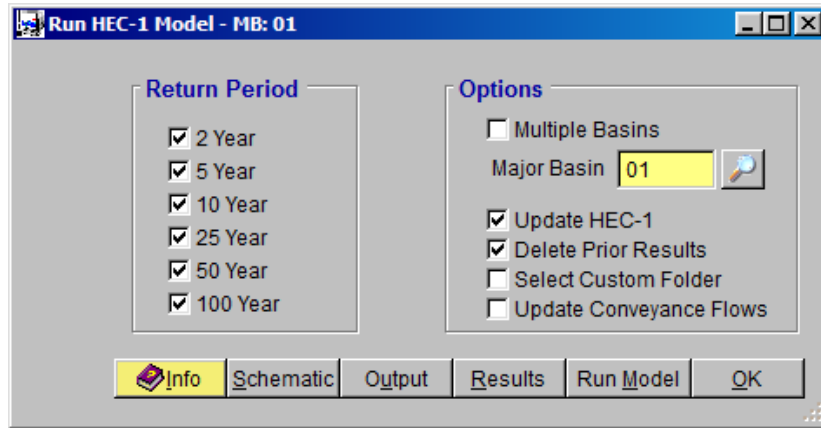 Run HEC-1 Model - MB: 01
Return Period
2 Year
5 Year
10 Year
25 Year
50 Year
100 Year
Options
Multiple Basins
Major Basin 01
Update HEC-1
Delete Prior Results
Select Custom Folder
Update Conveyance Flows
Info Schematic Output Results Run Model OK